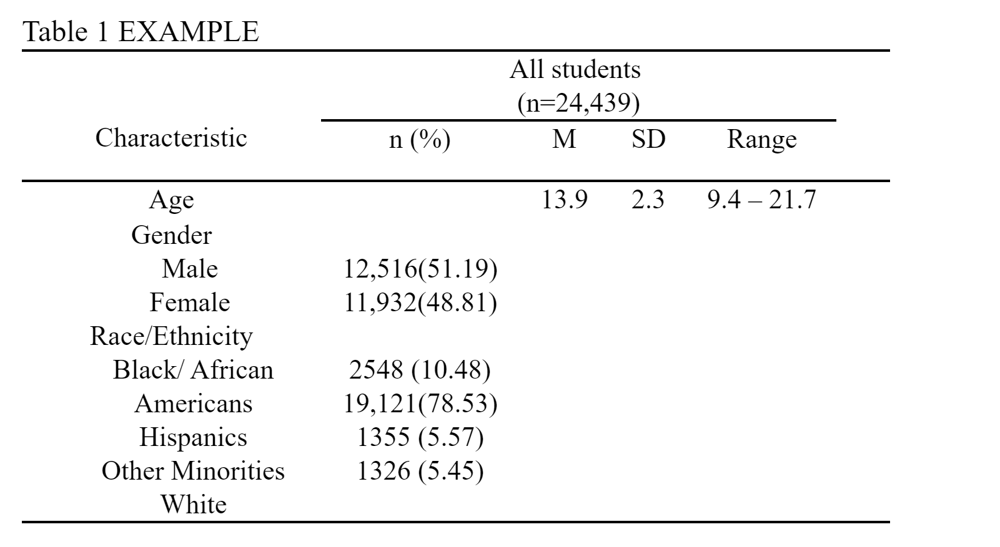 Table 1 EXAMPLE
All students
(n=24,439)
Characteristic n (%) M SD Range
Age 13.9 2.3 9.4 – 21.7
Gender
Male 12,516(51.19)
Female 11,932(48.81)
Race/Ethnicity
Black/ African 2548 (10.48)
Americans 19,121(78.53)
Hispanics 1355 (5.57)
Other Minorities 1326 (5.45)
White